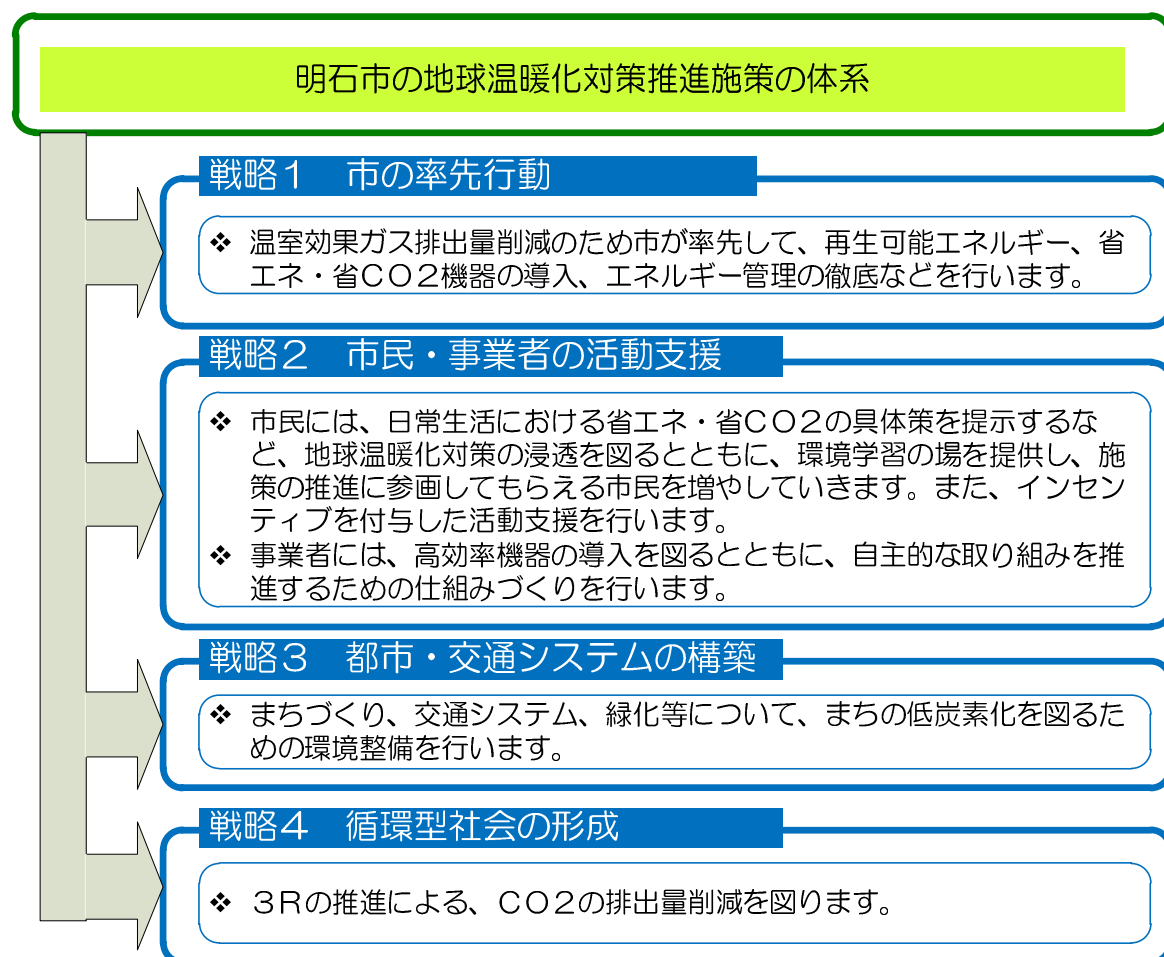 明石市の地球温暖化対策推進施策の体系
戦略１　市の率先行動
❖ 温室効果ガス排出量削減のため市が率先して、再生可能エネルギー、省
エネ・省ＣＯ２機器の導入、エネルギー管理の徹底などを行います。
戦略２　市民・事業者の活動支援
❖ 市民には、日常生活における省エネ・省ＣＯ２の具体策を提示するな
ど、地球温暖化対策の浸透を図るとともに、環境学習の場を提供し、施
策の推進に参画してもらえる市民を増やしていきます。また、インセン
ティブを付与した活動支援を行います。
❖ 事業者には、高効率機器の導入を図るとともに、自主的な取り組みを推
進するための仕組みづくりを行います。
戦略３　都市・交通システムの構築
❖ まちづくり、交通システム、緑化等について、まちの低炭素化を図るた
めの環境整備を行います。
戦略４　循環型社会の形成
❖ ３Ｒの推進による、ＣＯ２の排出量削減を図ります。